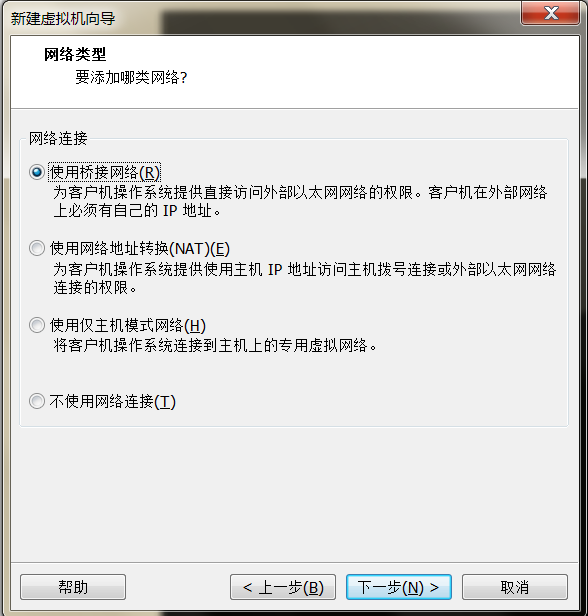 新建虚拟机向导
网络类型
要添加哪类网络?
网络连接
使用桥接网络(R)
为客户机操作系统提供直接访问外部以太网网络的权限。客户机在外部网络
上必须有自己的 IP 地址。
使用网络地址转换(NAT)(E)
为客户机操作系统提供使用主机 IP 地址访问主机拨号连接或外部以太网网络
连接的权限。
使用仅主机模式网络(H)
将客户机操作系统连接到主机上的专用虚拟网络。
不使用网络连接(T)
帮助
< 上一步(B)
下一步(N) >
取消